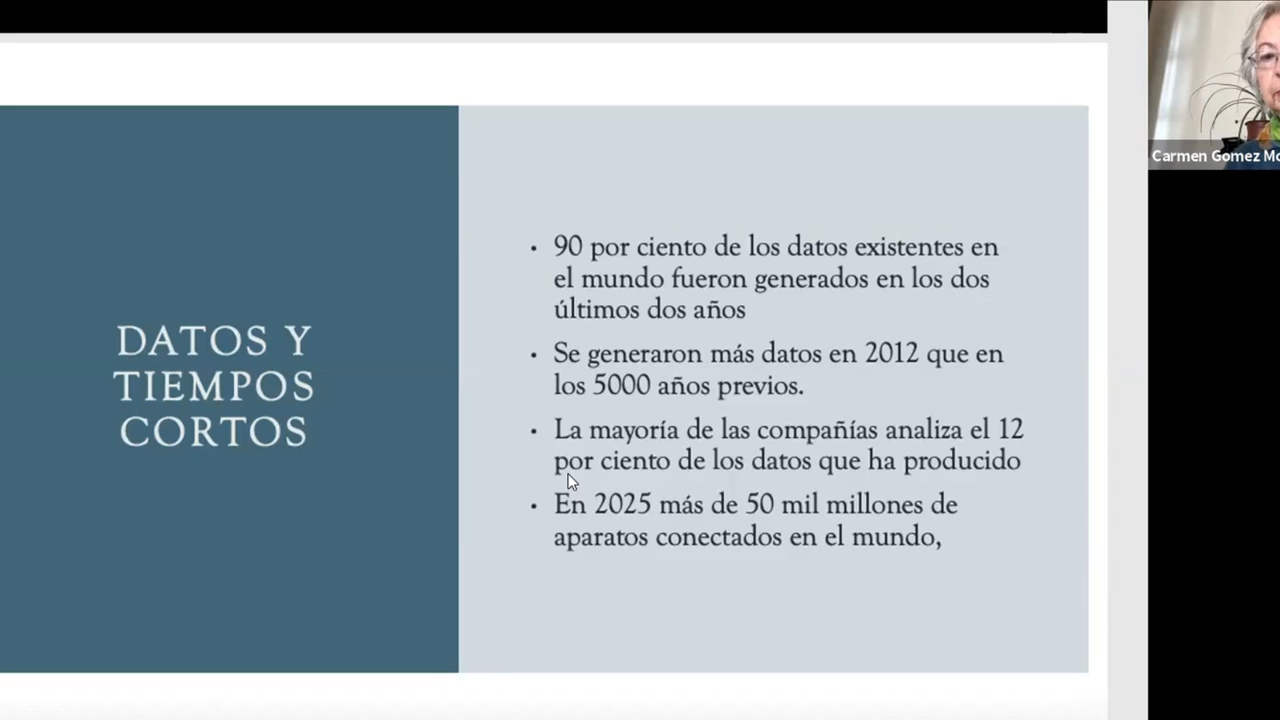 DATOS Y
TIEMPOS
CORTOS
• 90 por ciento de los datos existentes en
el mundo fueron generados en los dos
últimos dos años
• Se generaron más datos en 2012 que en
los 5000 años previos.
• La mayoría de las compañías analiza el 12
por ciento de los datos que ha producido
• En 2025 más de 50 mil millones de
aparatos conectados en el mundo,
Carmen Gomez